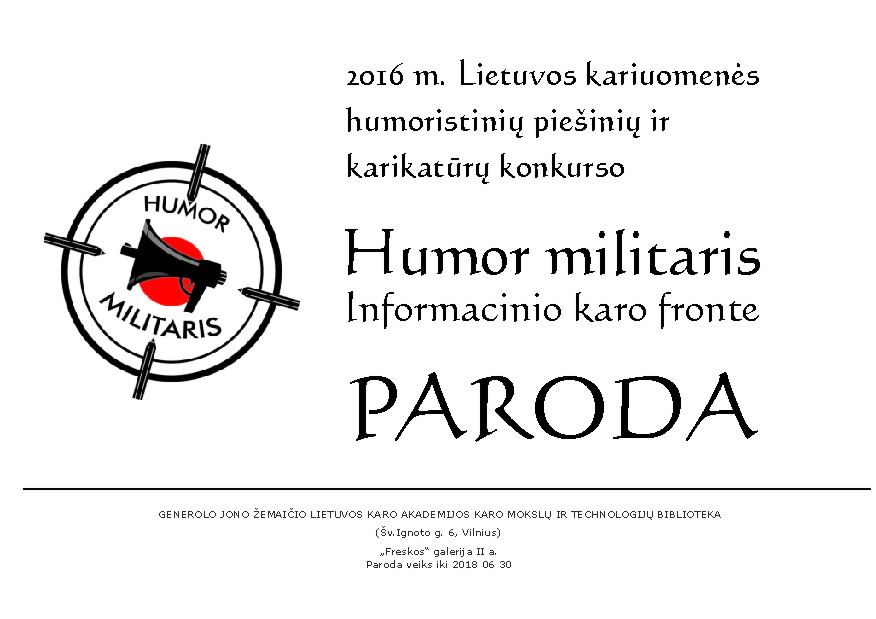 HUMOR
MILITARIS
2016 m. Lietuvos kariuomenės
humoristinių piešinių ir
karikatūrų konkurso
Humor militaris
Informacinio karo fronte
PARODA
GENEROLO JONO ŽEMAIČIO LIETUVOS KARO AKADEMIJOS KARO MOKSLŲ IR TECHNOLOGIJŲ BIBLIOTEKA
(Šv.Ignoto g. 6, Vilnius)
„Freskos“ galerija II a.
Paroda veiks iki 2018 06 30